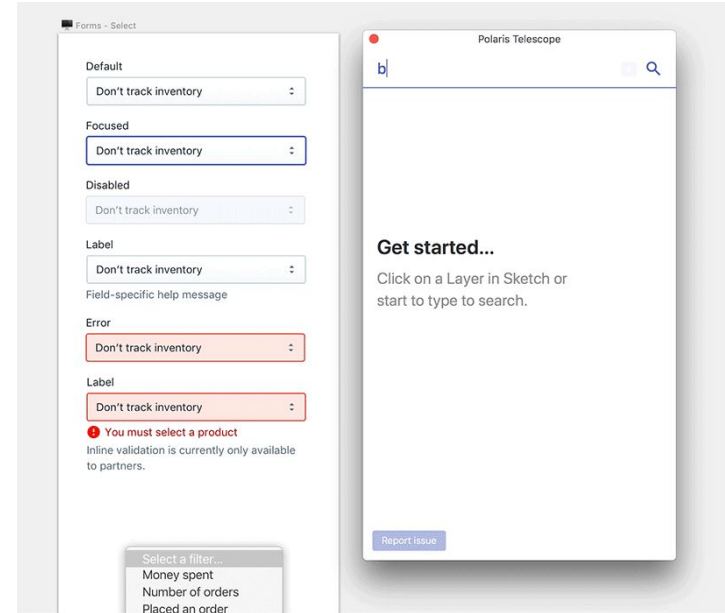 Forms - Select
Default
Don't track inventory
Focused
Don't track inventory
Disabled
Don't track inventory
Label
Don't track inventory
Field-specific help message
Error
Don't track inventory
Label
Don't track inventory
You must select a product
Inline validation is currently only available
to partners.
Select a filter...
Money spent
Number of orders
Placed an order
Polaris Telescope
b
Get started...
Click on a Layer in Sketch or
start to type to search.
Report issue